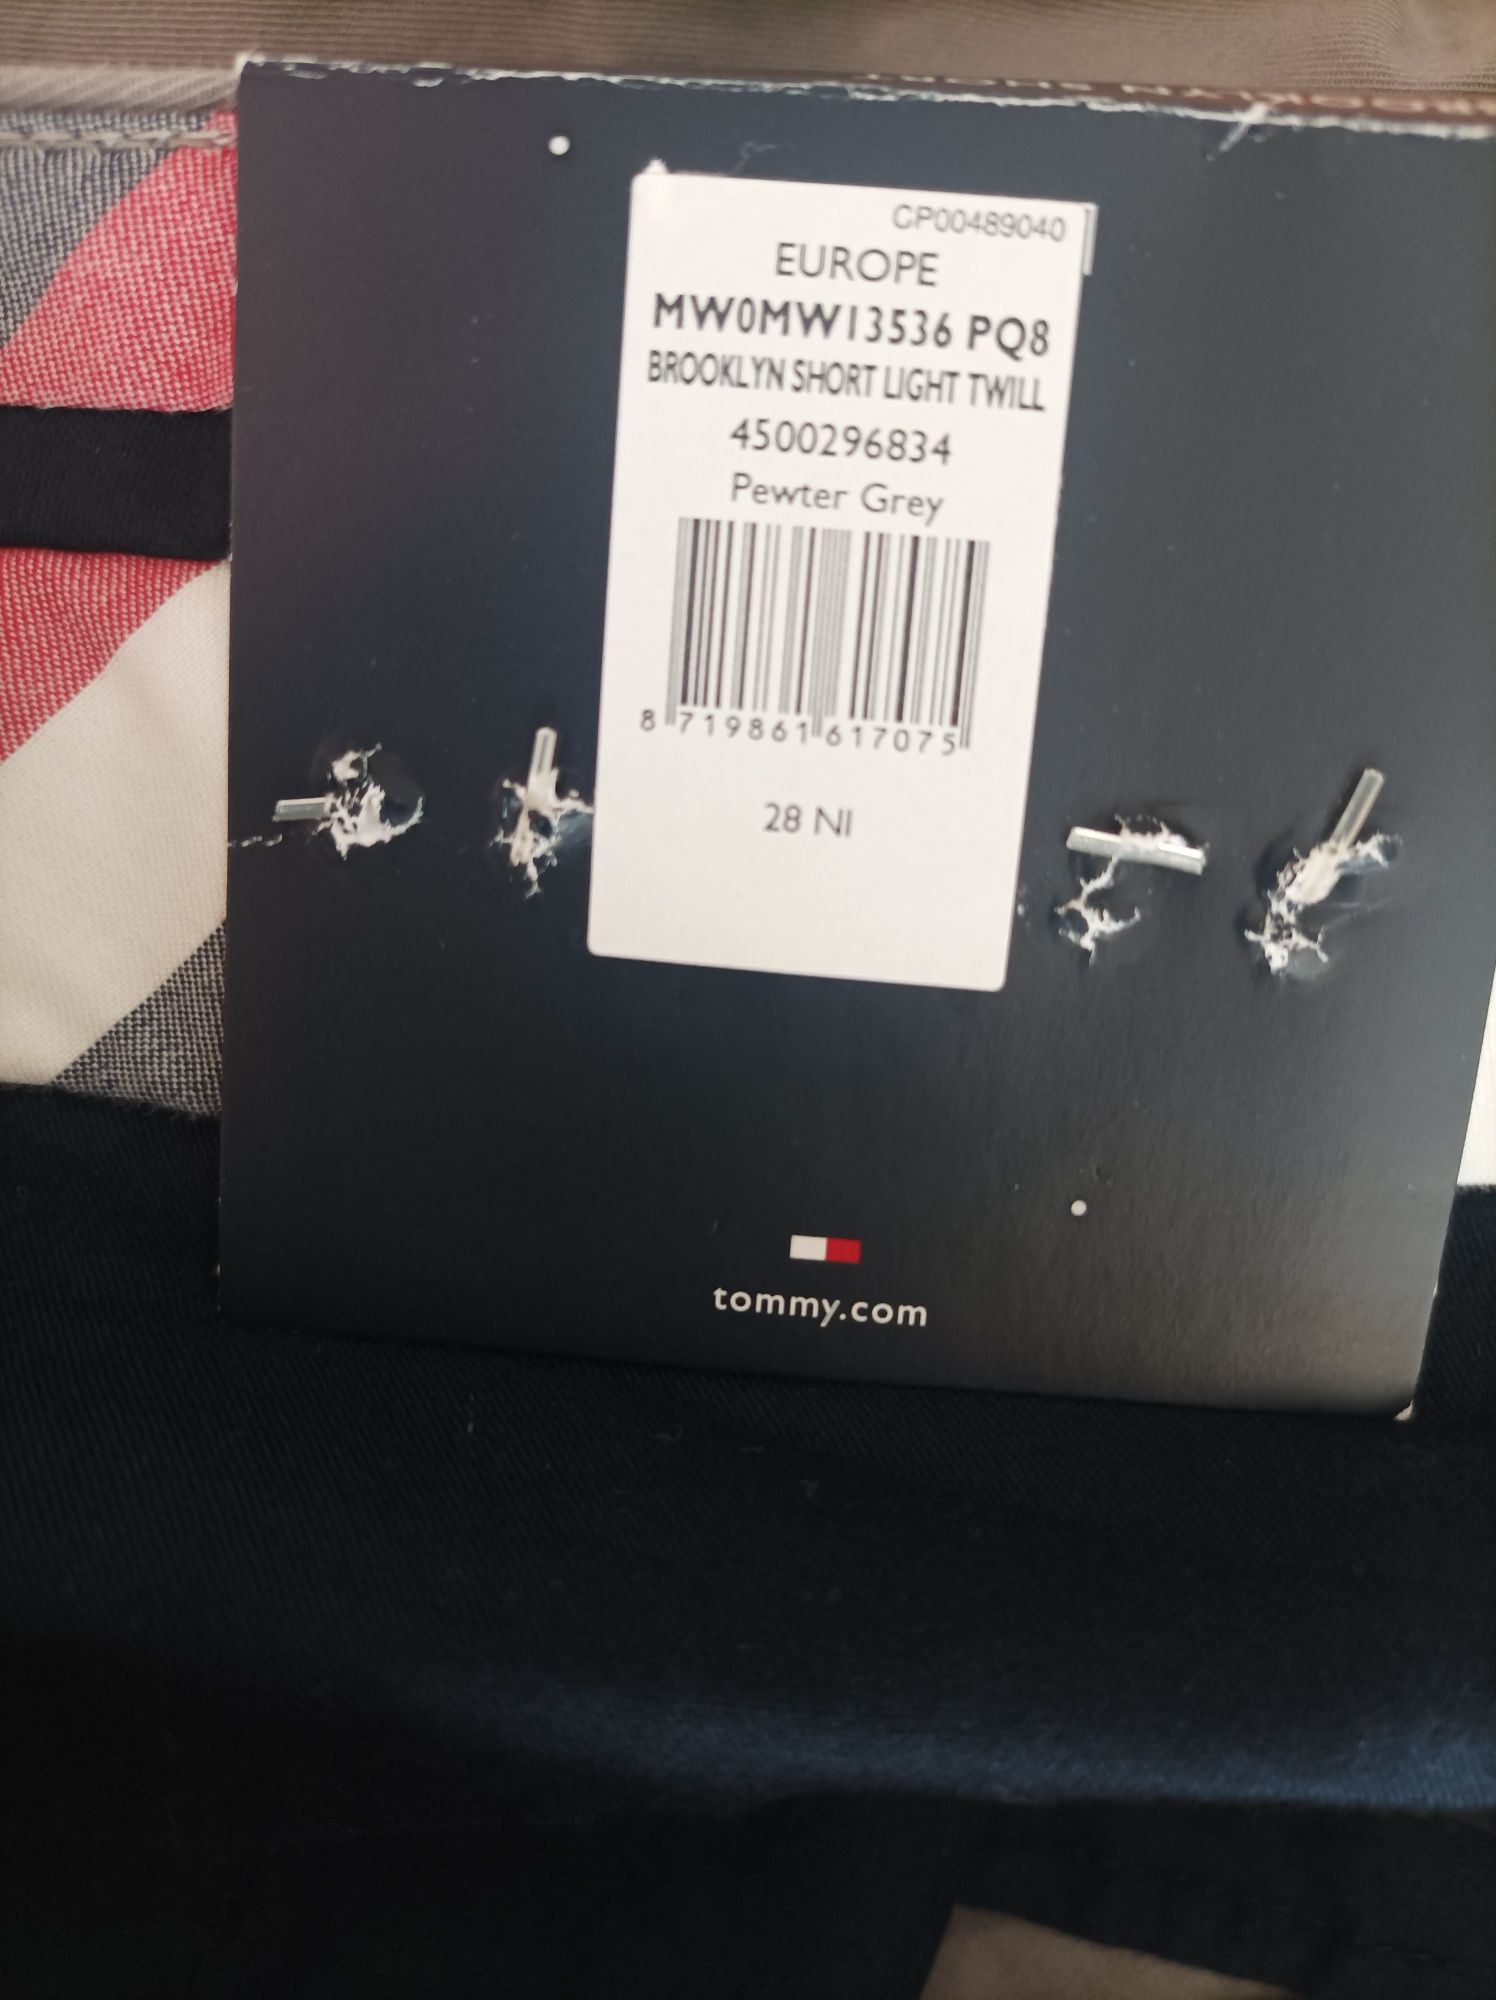 CP00489040
EUROPE
MW0MW13536 PQ8
BROOKLYN SHORT LIGHT TWILL
4500296834
Pewter Grey
8 719861 617075
28 NI
tommy.com